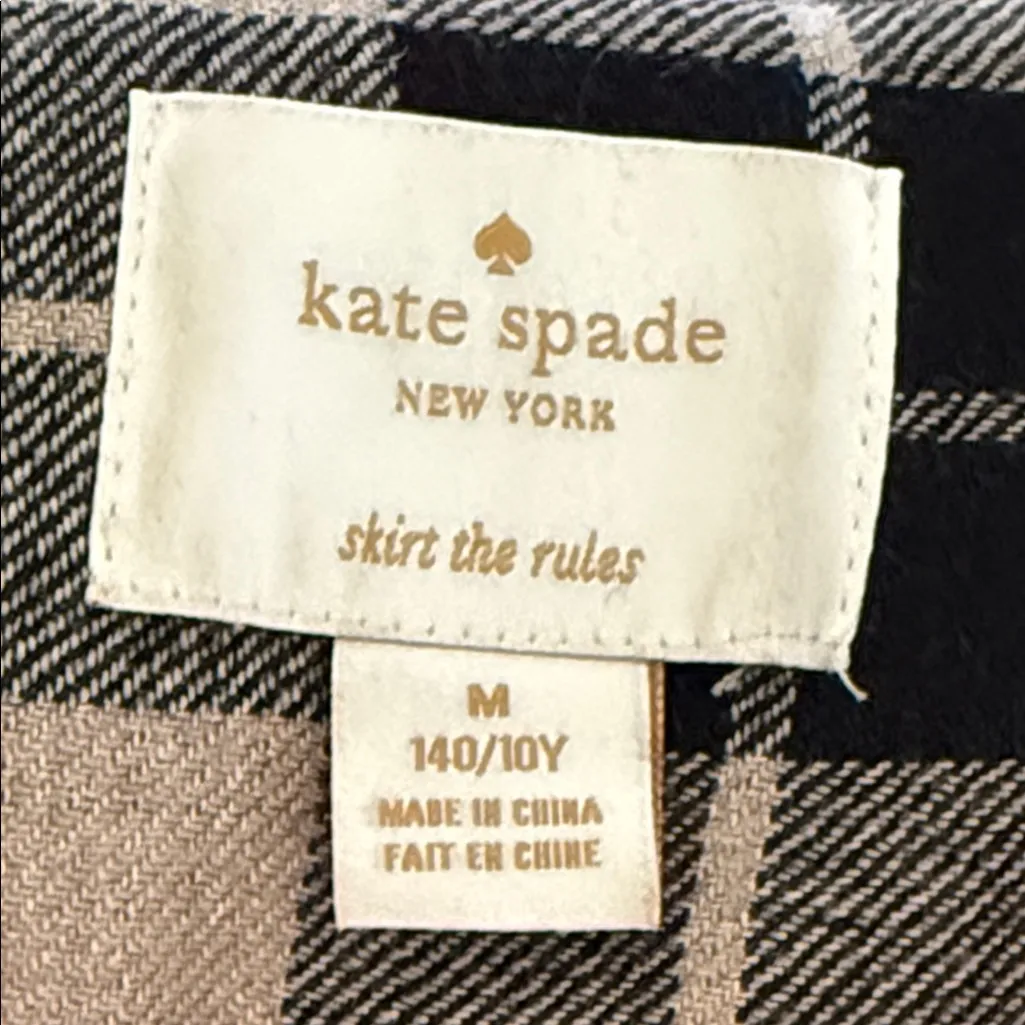 kate spade
NEW YORK
skirt the rules
M
140/10Y
MADE IN CHINA
FAIT EN CHINE